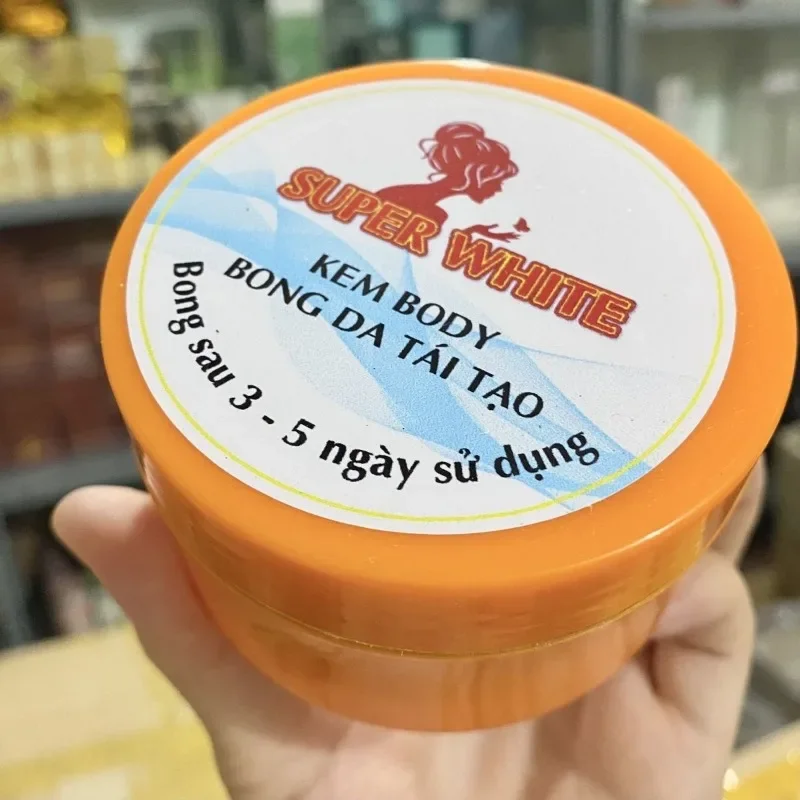 SUPER WHITE
KEM BODY
BONG DA TÁI TẠO
Bong sau 3 - 5 ngày sử dụng